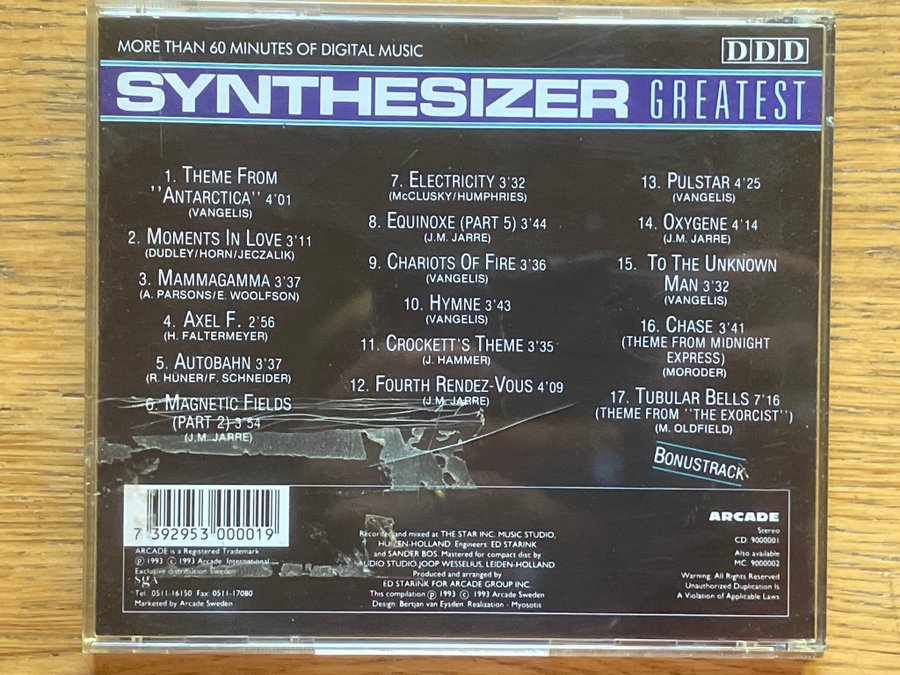 MORE THAN 60 MINUTES OF DIGITAL MUSIC
DDD
SYNTHESIZER GREATEST
1. THEME FROM
"ANTARCTICA" 4'01
(VANGELIS)
2. MOMENTS IN LOVE 3'11
(DUDLEY/HORN/JECZALIK)
3. MAMMAGAMMA 3'37
(A. PARSONS/E. WOOLFSON)
4. AXEL F. 2'56
(H. FALTERMEYER)
5. AUTOBAHN 3'37
(R. HÜNER/F. SCHNEIDER)
6. MAGNETIC FIELDS
(PART 2) 3'54
(J.M. JARRE)
7. ELECTRICITY 3'32
(MCCLUSKY/HUMPHRIES)
8. EQUINOXE (PART 5) 3'44
(J.M. JARRE)
9. CHARIOTS OF FIRE 3'36
(VANGELIS)
10. HYMNE 3'43
(VANGELIS)
11. CROCKETT'S THEME 3'35
(J. HAMMER)
12. FOURTH RENDEZ-VOUS 4'09
(J.M. JARRE)
13. PULSTAR 4'25
(VANGELIS)
14. OXYGENE 4'14
(J.M. JARRE)
15. TO THE UNKNOWN
MAN 3'32
(VANGELIS)
16. CHASE 3'41
(THEME FROM MIDNIGHT
EXPRESS)
(MORODER)
17. TUBULAR BELLS 7'16
(THEME FROM "THE EXORCIST")
(M. OLDFIELD)
BONUSTRACK
7 392953 000019
ARCADE is a Registered Trademark
℗ 1993 © 1993 Arcade International
Exclusive distribution Sweden
SGA
Tel. 0511-16150 Fax: 0511-17080
Marketed by Arcade Sweden
Recorded and mixed at THE STAR INC. MUSIC STUDIO,
HUIZEN-HOLLAND. Engineers: ED STARINK
and SANDER BOS. Mastered for compact disc by
AUDIO STUDIO JOOP WESSELIUS, LEIDEN-HOLLAND
Produced and arranged by
ED STARINK FOR ARCADE GROUP INC.
This compilation ℗ 1993 © 1993 Arcade Sweden
Design: Bertjan van Eysden Realization - Myosotis
ARCADE
Stereo
CD: 9000001
Also available
MC: 9000002
Warning. All Rights Reserved
Unauthorized Duplication Is
A Violation of Applicable Laws